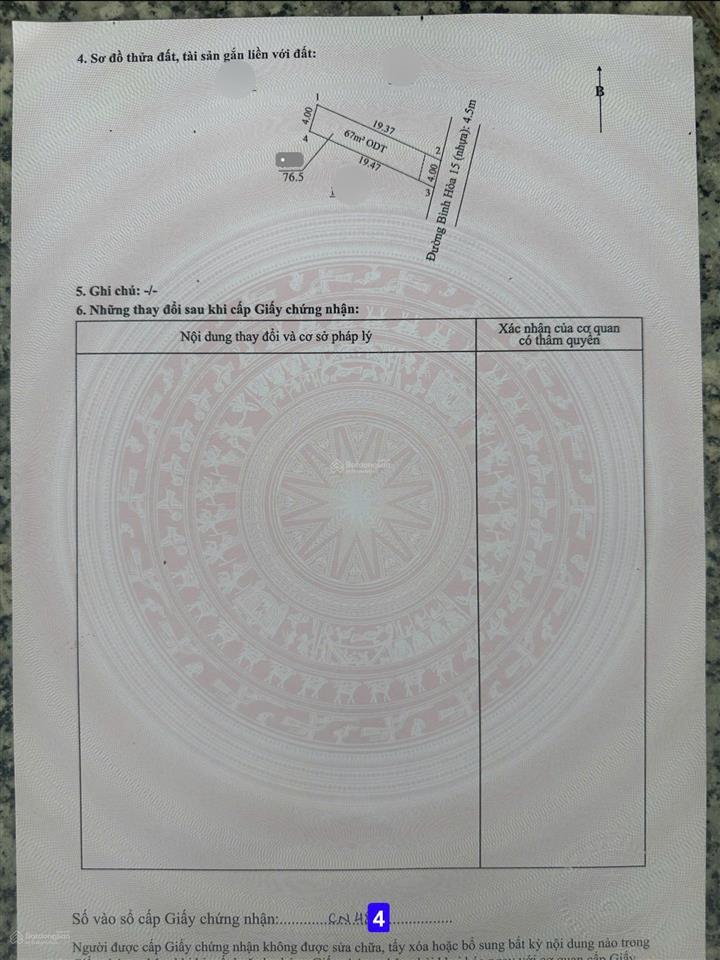 4. Sơ đồ thửa đất, tài sản gắn liền với đất:
B
1
4.00
19.37
4
67m² ODT
2
19.47
4.00
3
76.5
Đường Bình Hòa 15 (nhựa): 4.5m
5. Ghi chú: -/-
6. Những thay đổi sau khi cấp Giấy chứng nhận:
Nội dung thay đổi và cơ sở pháp lý
Xác nhận của cơ quan
có thẩm quyền
Batdongsan
Số vào sổ cấp Giấy chứng nhận:............CNH 4..................
Batdongsan
Người được cấp Giấy chứng nhận không được sửa chữa, tẩy xóa hoặc bổ sung bất kỳ nội dung nào trong